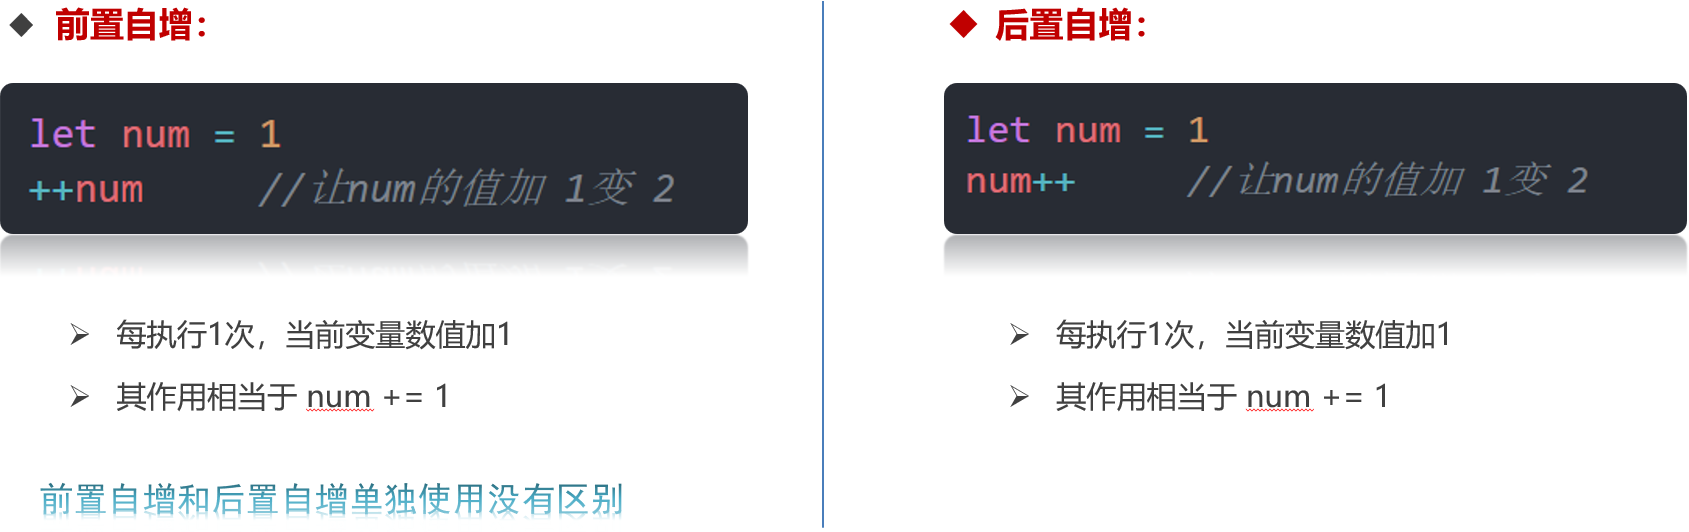 前置自增：
let num = 1
++num //让num的值加 1变 2
每执行1次，当前变量数值加1
其作用相当于 num += 1
前置自增和后置自增单独使用没有区别
后置自增：
let num = 1
num++ //让num的值加 1变 2
每执行1次，当前变量数值加1
其作用相当于 num += 1